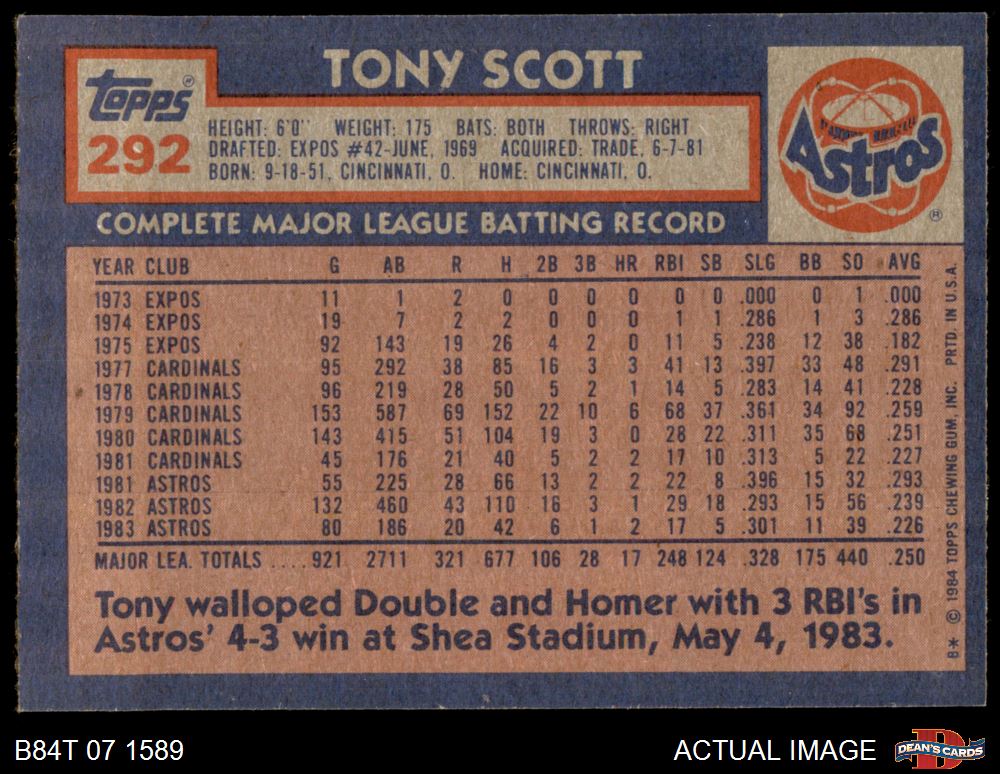 TONY SCOTT
Topps®
292
HEIGHT: 6'0" WEIGHT: 175 BATS: BOTH THROWS: RIGHT
DRAFTED: EXPOS #42-JUNE, 1969 ACQUIRED: TRADE, 6-7-81
BORN: 9-18-51, CINCINNATI, O. HOME: CINCINNATI, O.
Astros
®
COMPLETE MAJOR LEAGUE BATTING RECORD
YEAR CLUB G AB R H 2B 3B HR RBI SB SLG BB SO AVG
1973 EXPOS 11 1 2 0 0 0 0 0 0 .000 0 1 .000
1974 EXPOS 19 7 2 2 0 0 0 1 1 .286 1 3 .286
1975 EXPOS 92 143 19 26 4 2 0 11 5 .238 12 38 .182
1977 CARDINALS 95 292 38 85 16 3 3 41 13 .397 33 48 .291
1978 CARDINALS 96 219 28 50 5 2 1 14 5 .283 14 41 .228
1979 CARDINALS 153 587 69 152 22 10 6 68 37 .361 34 92 .259
1980 CARDINALS 143 415 51 104 19 3 0 28 22 .311 35 68 .251
1981 CARDINALS 45 176 21 40 5 2 2 17 10 .313 5 22 .227
1981 ASTROS 55 225 28 66 13 2 2 22 8 .396 15 32 .293
1982 ASTROS 132 460 43 110 16 3 1 29 18 .293 15 56 .239
1983 ASTROS 80 186 20 42 6 1 2 17 5 .301 11 39 .226
MAJOR LEA. TOTALS ....921 2711 321 677 106 28 17 248 124 .328 175 440 .250
Tony walloped Double and Homer with 3 RBI's in
Astros' 4-3 win at Shea Stadium, May 4, 1983.
B* © 1984 TOPPS CHEWING GUM, INC. PRTD. IN U.S.A.
B84T 07 1589
ACTUAL IMAGE
DEAN'S CARDS